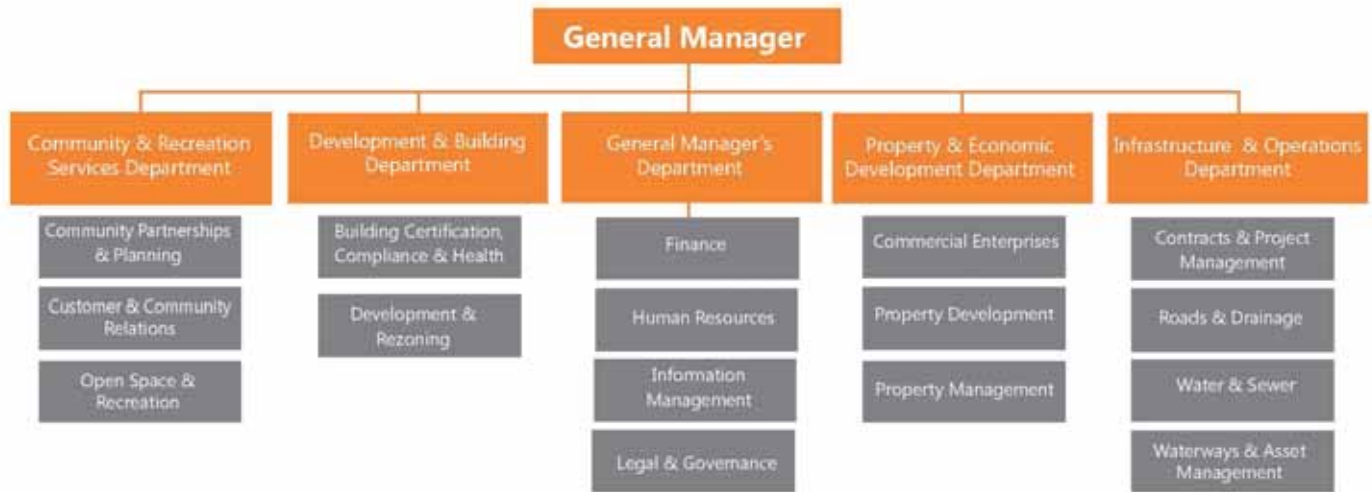 General Manager
Community & Recreation
Services Department
Development & Building
Department
General Manager's
Department
Property & Economic
Development Department
Infrastructure & Operations
Department
Community Partnerships
& Planning
Customer & Community
Relations
Open Space &
Recreation
Building Certification,
Compliance & Health
Development &
Rezoning
Finance
Human Resources
Information
Management
Legal & Governance
Commercial Enterprises
Property Development
Property Management
Contracts & Project
Management
Roads & Drainage
Water & Sewer
Waterways & Asset
Management